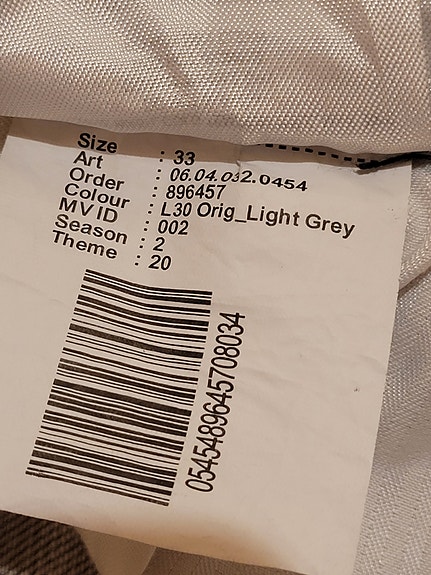 Size : 33
Art : 06.04.032.0454
Order : 896457
Colour : L30 Orig_Light Grey
MV ID : 002
Season : 2
Theme : 20
0545489645708034